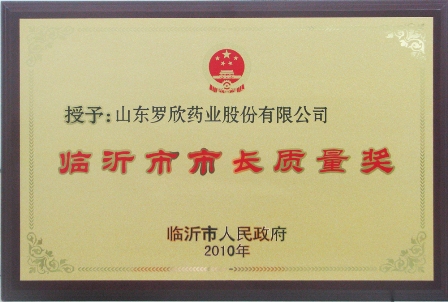 授予:山东罗欣药业股份有限公司
临沂市市长质量奖
临沂市人民政府
2010年